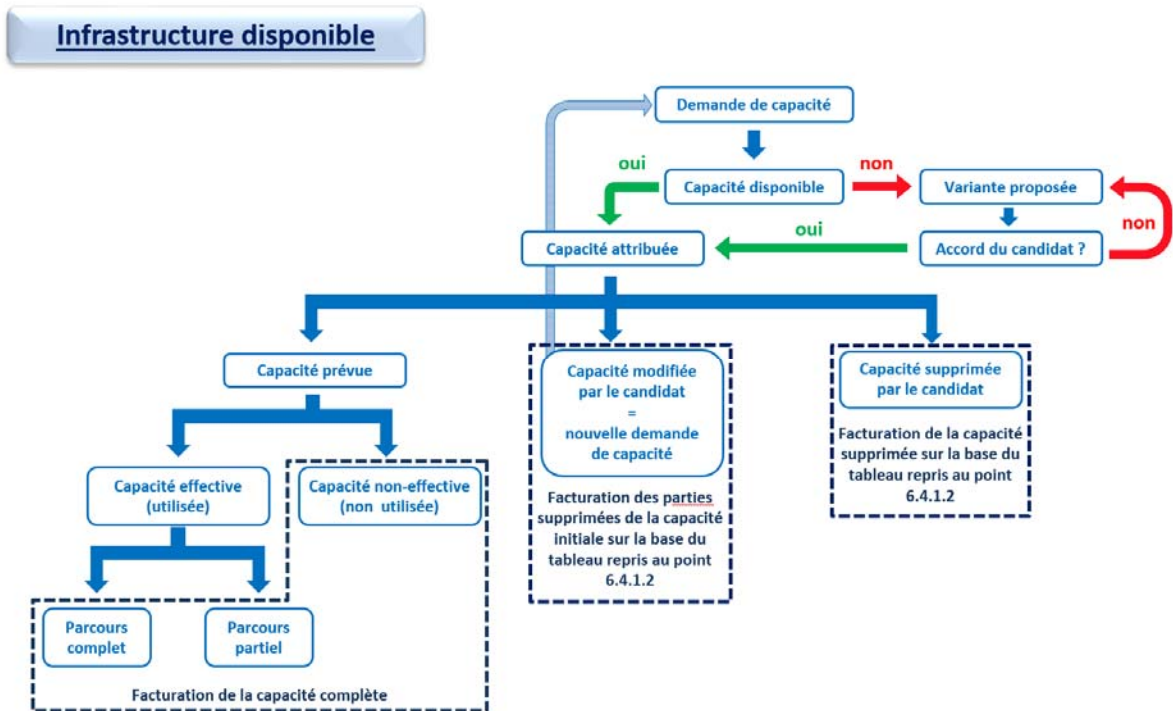 Infrastructure disponible
Demande de capacité
oui
non
Capacité disponible
Variante proposée
non
oui
Capacité attribuée
Accord du candidat ?
Capacité prévue
Capacité modifiée
par le candidat
=
nouvelle demande
de capacité
Capacité supprimée
par le candidat
Facturation de la capacité
supprimée sur la base du
tableau repris au point
6.4.1.2
Capacité effective
(utilisée)
Capacité non-effective
(non utilisée)
Facturation des parties
supprimées de la capacité
initiale sur la base du
tableau repris au point
6.4.1.2
Parcours
complet
Parcours
partiel
Facturation de la capacité complète